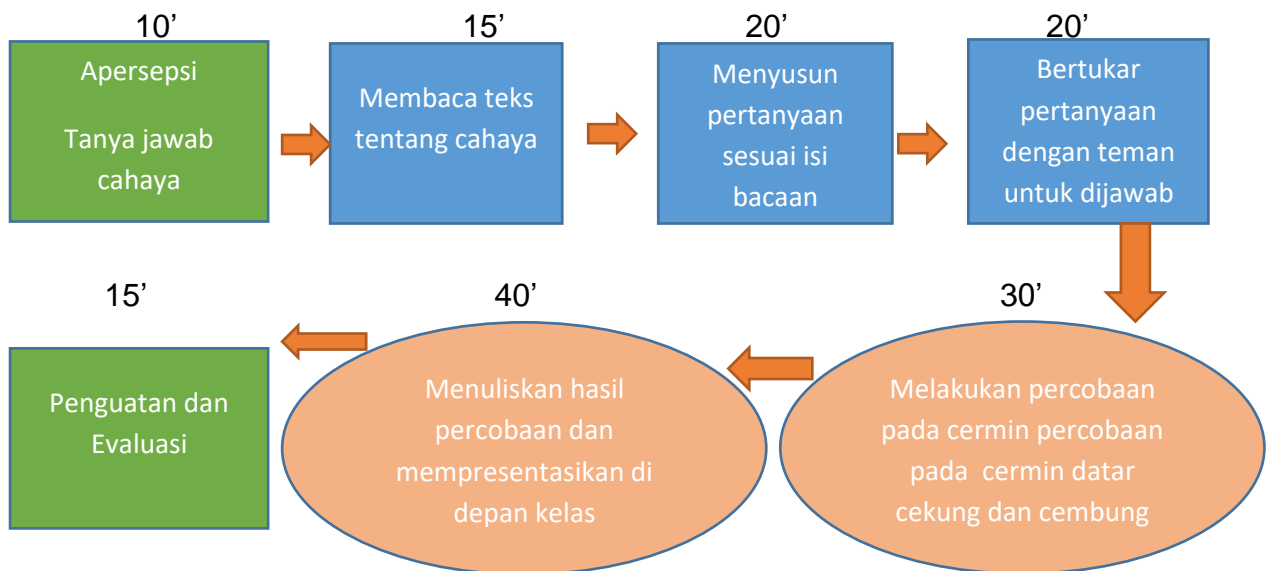 10’
Apersepsi
Tanya jawab
cahaya
15’
Membaca teks
tentang cahaya
20’
Menyusun
pertanyaan
sesuai isi
bacaan
20’
Bertukar
pertanyaan
dengan teman
untuk dijawab
30’
Melakukan percobaan
pada cermin percobaan
pada cermin datar
cekung dan cembung
40’
Menuliskan hasil
percobaan dan
mempresentasikan di
depan kelas
15’
Penguatan dan
Evaluasi